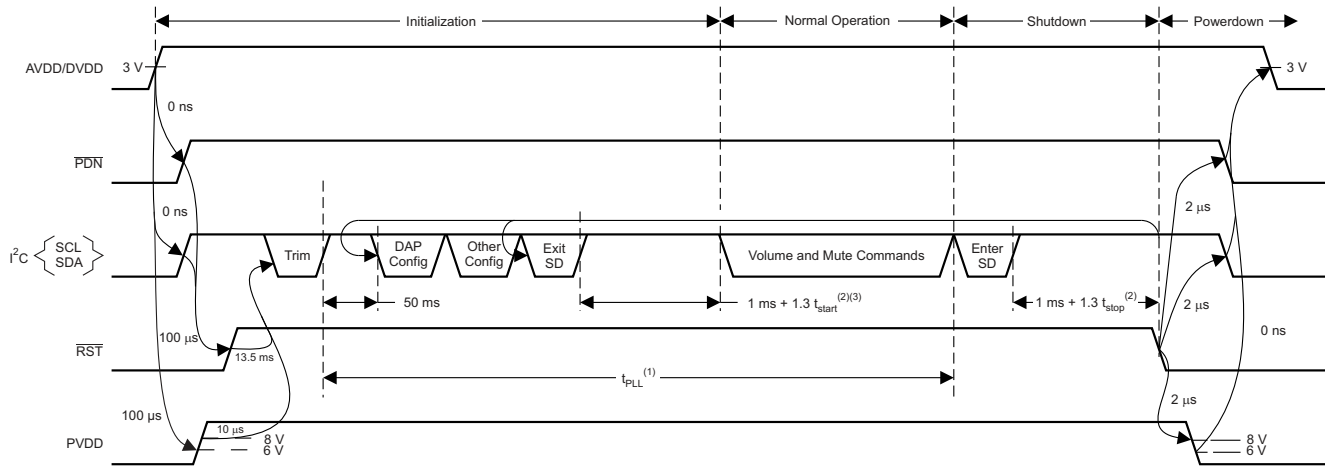 Initialization
Normal Operation
Shutdown
Powerdown
AVDD/DVDD
3 V
3 V
0 ns
PDN
0 ns
2 μs
I²C
SCL
SDA
Trim
DAP
Config
Other
Config
Exit
SD
Volume and Mute Commands
Enter
SD
50 ms
1 ms + 1.3 tstart(2)(3)
1 ms + 1.3 tstop(2)
2 μs
0 ns
100 μs
RST
13.5 ms
tPLL(1)
2 μs
100 μs
10 μs
PVDD
8 V
6 V
8 V
6 V